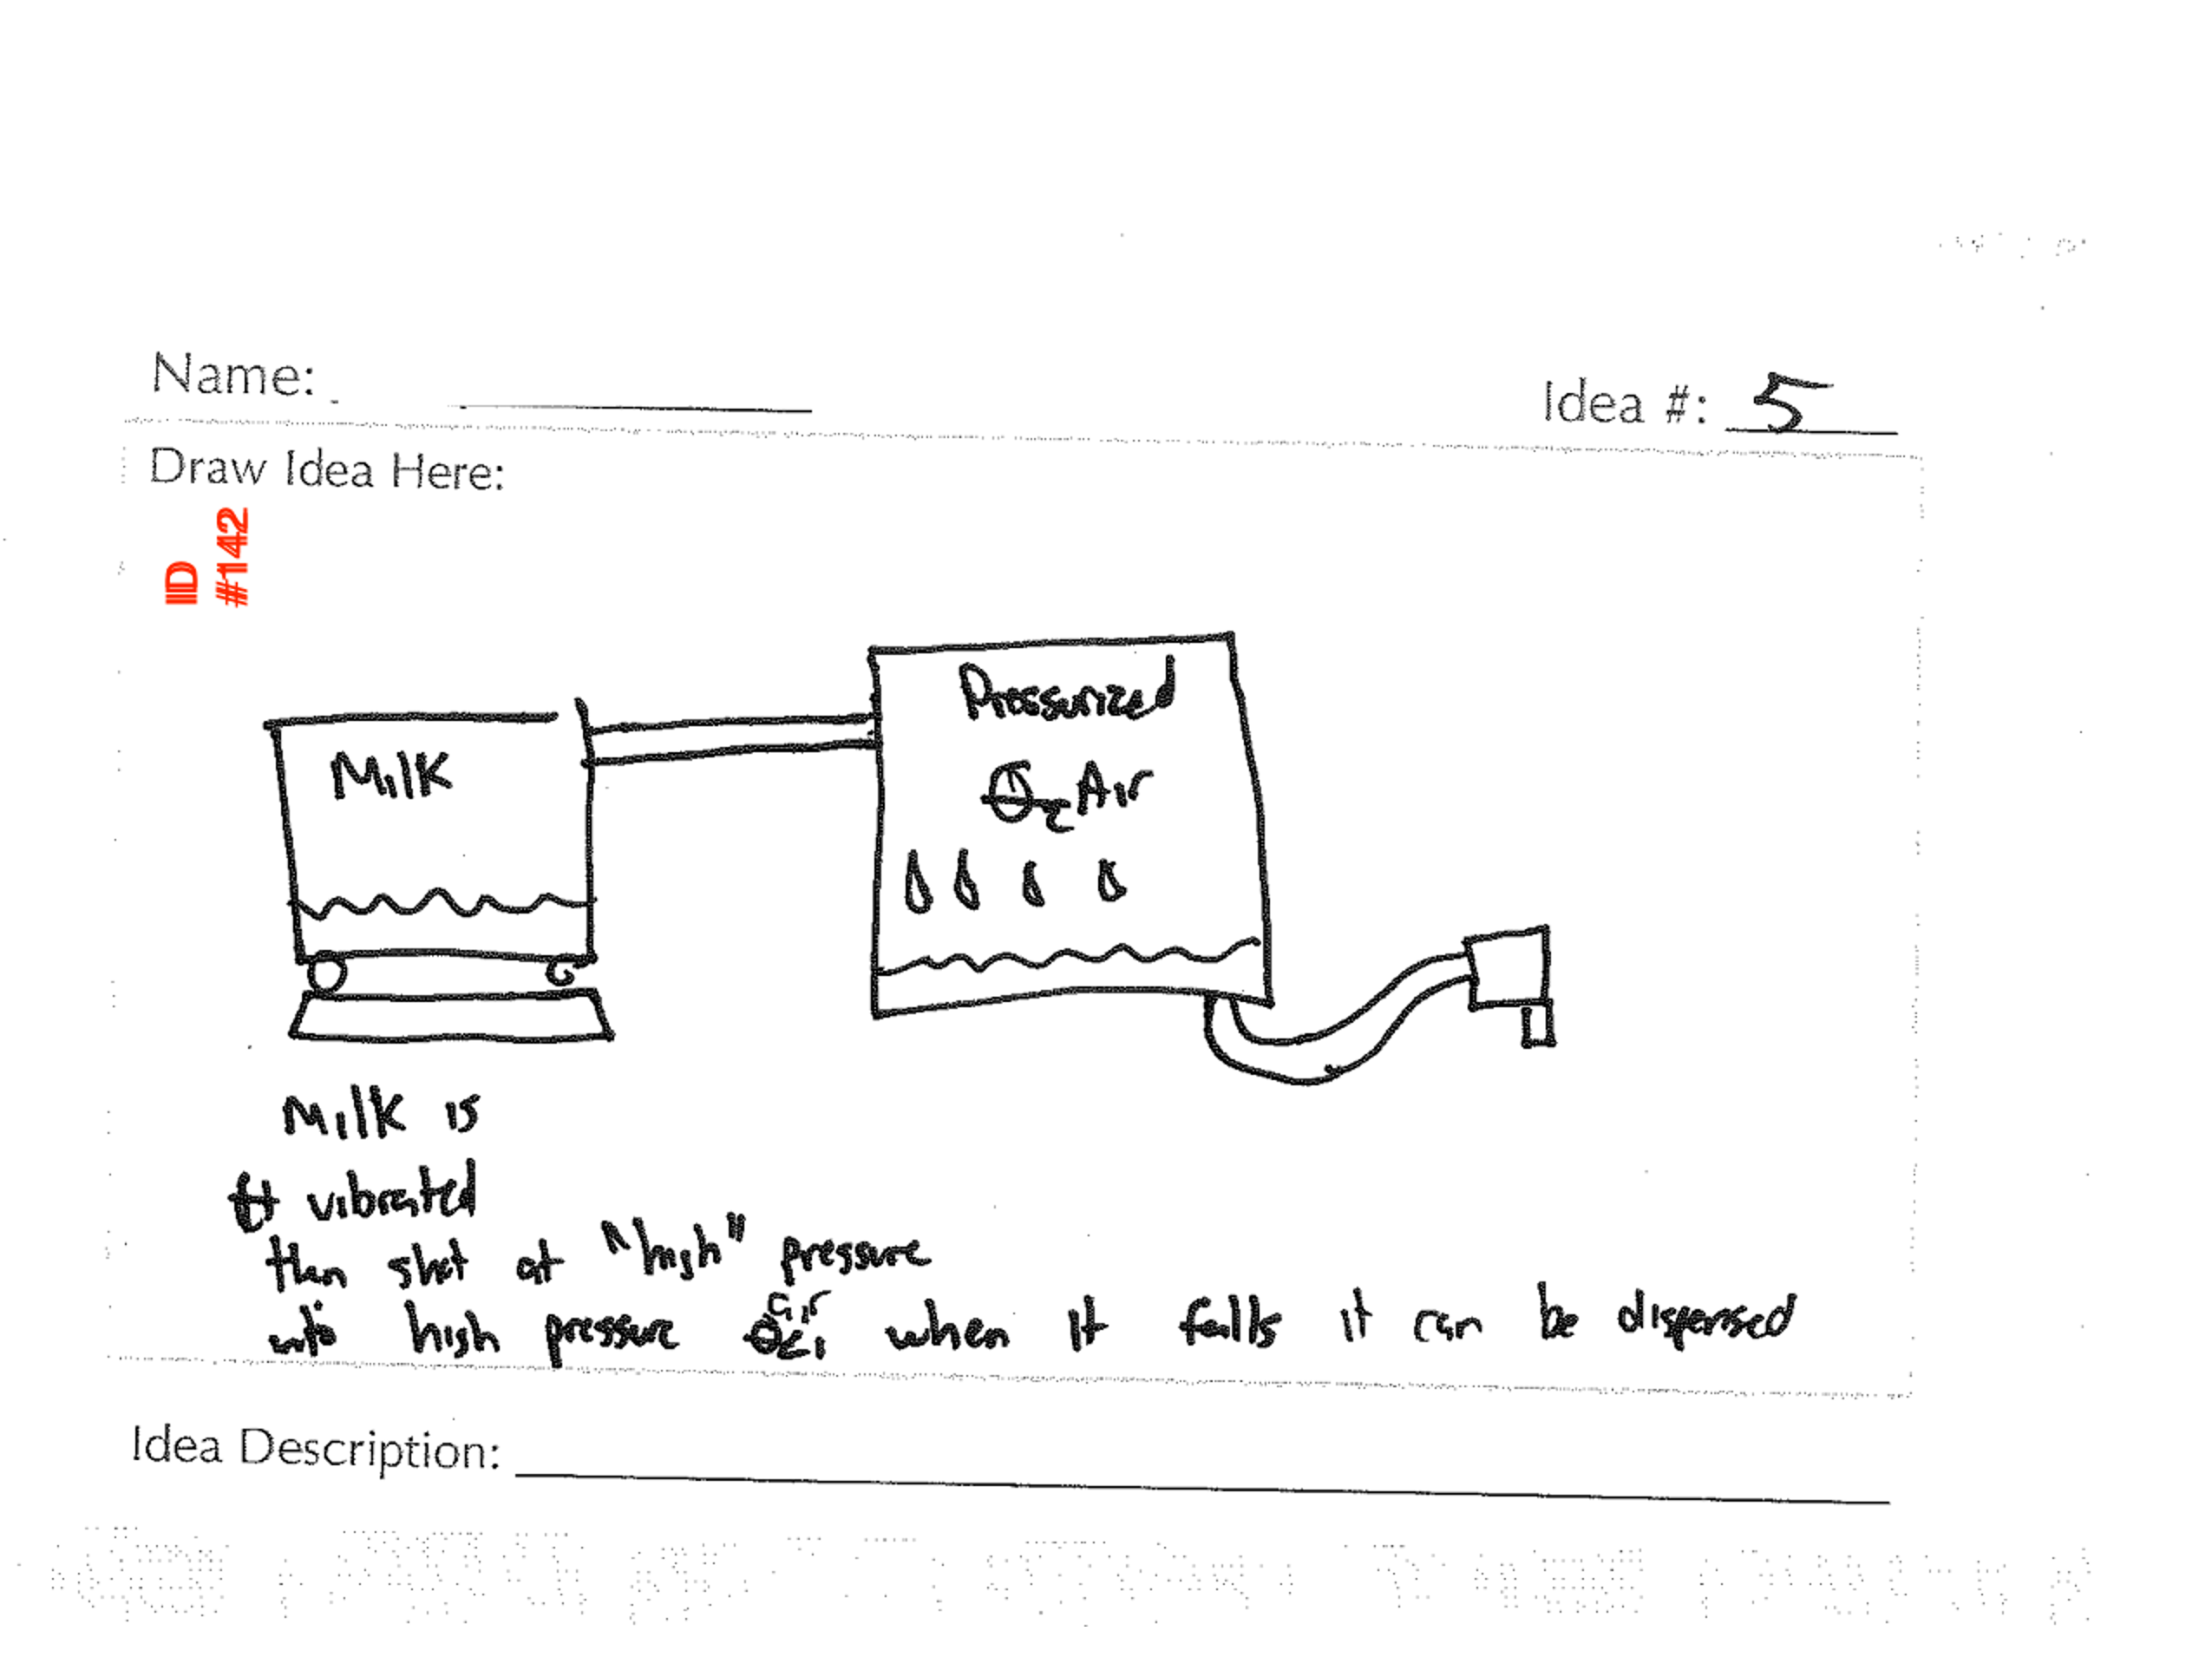 Name:
Idea #: 5
Draw Idea Here:
ID
#142
Pressurized
Milk
Air
Milk is
vibrated
then shot at "high" pressure
air
into high pressure when it falls it can be dispersed
Idea Description: